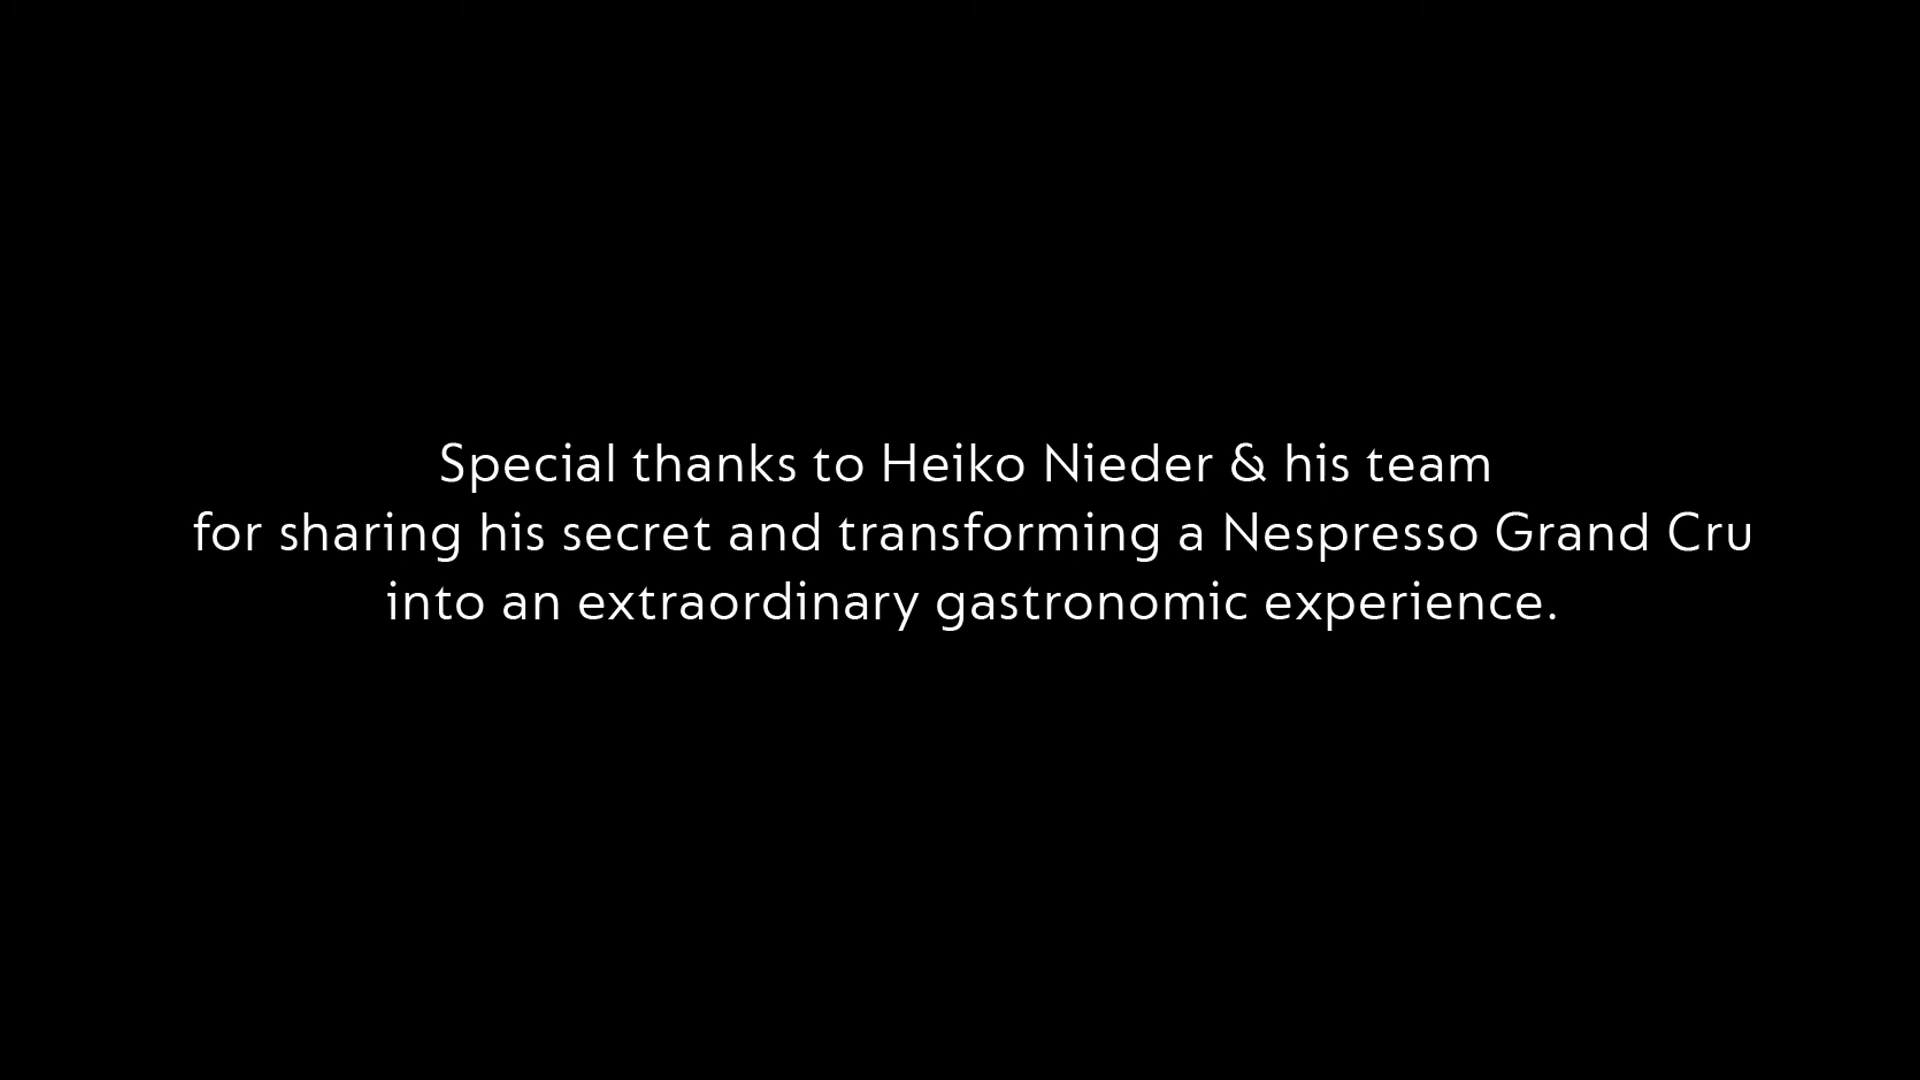 Special thanks to Heiko Nieder & his team
for sharing his secret and transforming a Nespresso Grand Cru
into an extraordinary gastronomic experience.